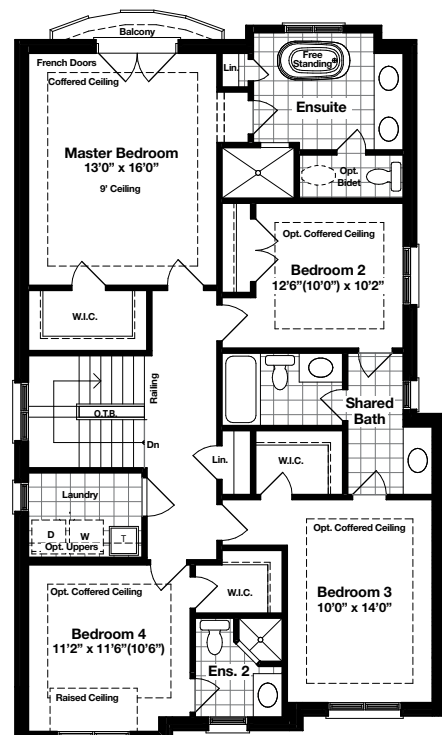 Balcony
French Doors
Coffered Ceiling
Lin.
Free
Standing
Ensuite
Master Bedroom
13'0" x 16'0"
9' Ceiling
Opt.
Bidet
Opt. Coffered Ceiling
Bedroom 2
12'6"(10'0") x 10'2"
W.I.C.
Railing
O.T.B.
Dn
Shared
Bath
Lin.
W.I.C.
Laundry
D
W
T
Opt. Uppers
Opt. Coffered Ceiling
Bedroom 3
10'0" x 14'0"
Opt. Coffered Ceiling
W.I.C.
Bedroom 4
11'2" x 11'6"(10'6")
Ens. 2
Raised Ceiling